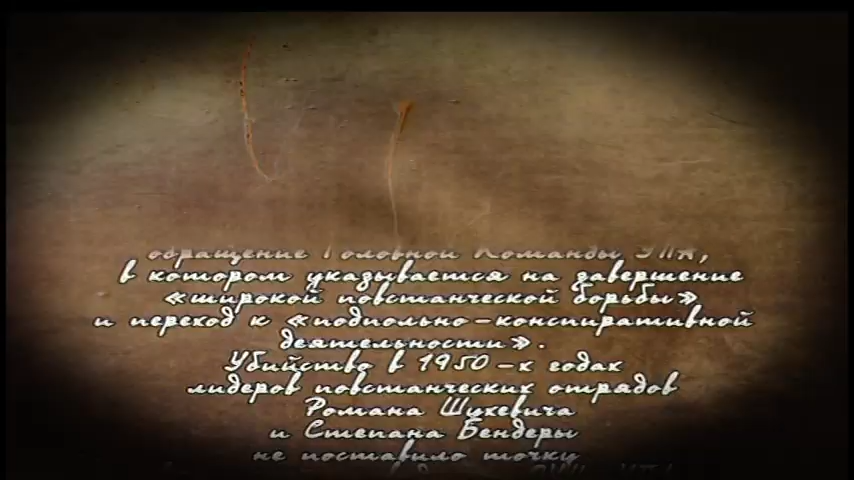 обращение Головной Команды УПА,
в котором указывается на завершение
«широкой повстанческой борьбы»
и переход к «подпольно-конспиративной
деятельности».
Убийство в 1950-х годах
лидеров повстанческих отрядов
Романа Шухевича
и Степана Бендеры
не поставило точку